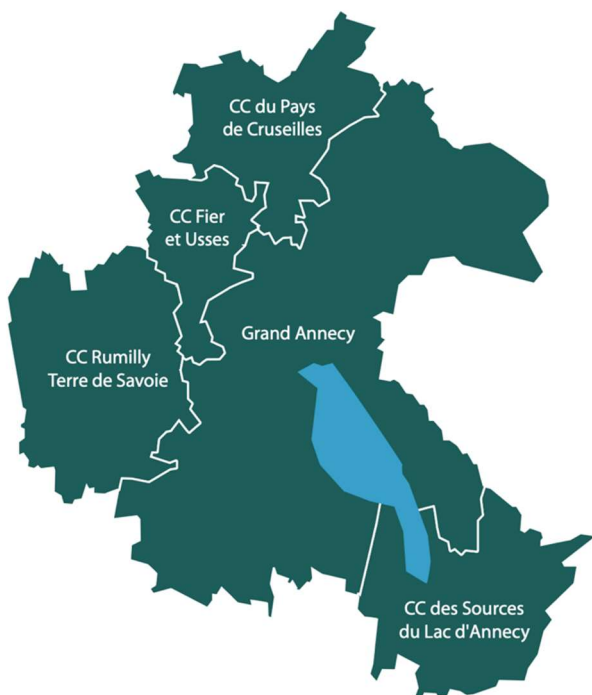 CC du Pays
de Cruseilles
CC Fier
et Usses
Grand Annecy
CC Rumilly
Terre de Savoie
CC des Sources
du Lac d'Annecy